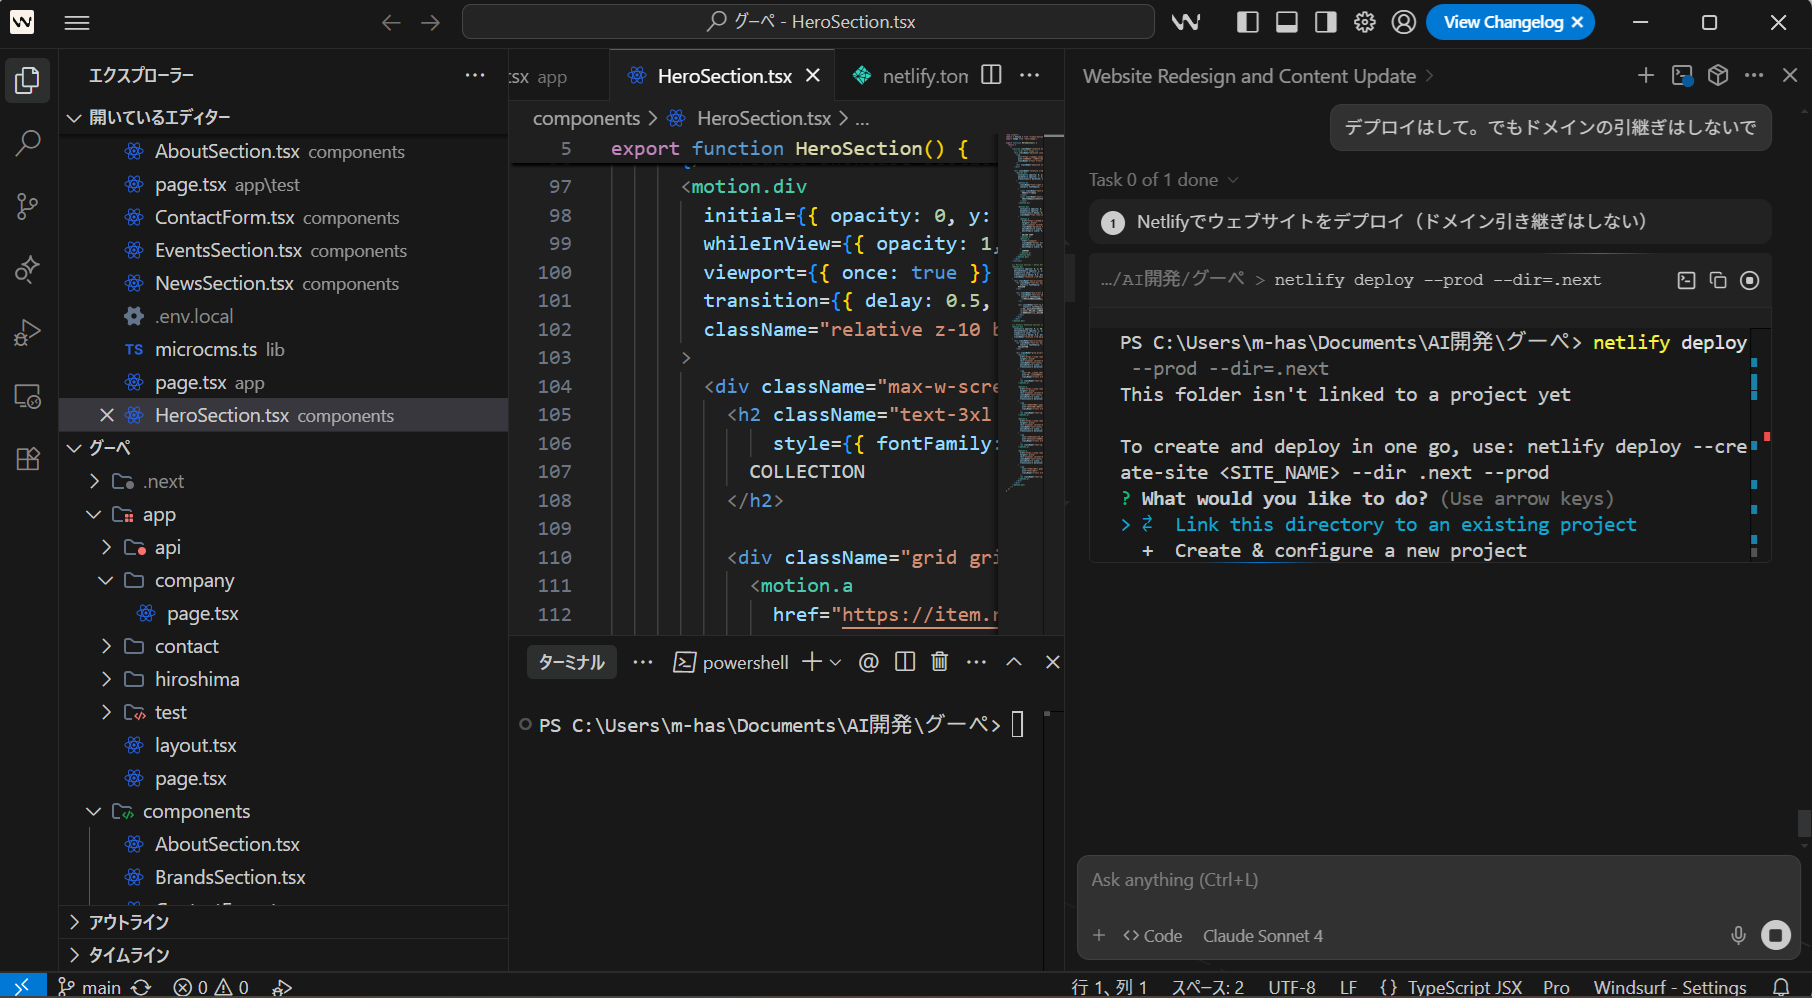 グーペ - HeroSection.tsx
View Changelog ×
エクスプローラー
開いているエディター
AboutSection.tsx components
page.tsx app\test
ContactForm.tsx components
EventsSection.tsx components
NewsSection.tsx components
.env.local
TS microcms.ts lib
page.tsx app
HeroSection.tsx components
グーペ
.next
app
api
company
page.tsx
contact
hiroshima
test
layout.tsx
page.tsx
components
AboutSection.tsx
BrandsSection.tsx
アウトライン
タイムライン
tsx app
HeroSection.tsx
netlify.tom
components > HeroSection.tsx > ...
5 export function HeroSection() {
97 <motion.div
98 initial={{ opacity: 0, y:
99 whileInView={{ opacity: 1,
100 viewport={{ once: true }}
101 transition={{ delay: 0.5,
102 className="relative z-10 b
103 >
104 <div className="max-w-scre
105 <h2 className="text-3xl
106 style={{ fontFamily:
107 COLLECTION
108 </h2>
109
110 <div className="grid gri
111 <motion.a
112 href="https://item.r
ターミナル
powershell
PS C:\Users\m-has\Documents\AI開発\グーペ>
Website Redesign and Content Update
デプロイはして。でもドメインの引継ぎはしないで
Task 0 of 1 done
1 Netlifyでウェブサイトをデプロイ（ドメイン引き継ぎはしない）
.../AI開発/グーペ > netlify deploy --prod --dir=.next
PS C:\Users\m-has\Documents\AI開発\グーペ> netlify deploy
--prod --dir=.next
This folder isn't linked to a project yet
To create and deploy in one go, use: netlify deploy --cre
ate-site <SITE_NAME> --dir .next --prod
? What would you like to do? (Use arrow keys)
> ⇄ Link this directory to an existing project
+ Create & configure a new project
Ask anything (Ctrl+L)
+ <> Code Claude Sonnet 4
main 0 0
行 1、列 1 スペース: 2 UTF-8 LF {} TypeScript JSX Pro Windsurf - Settings